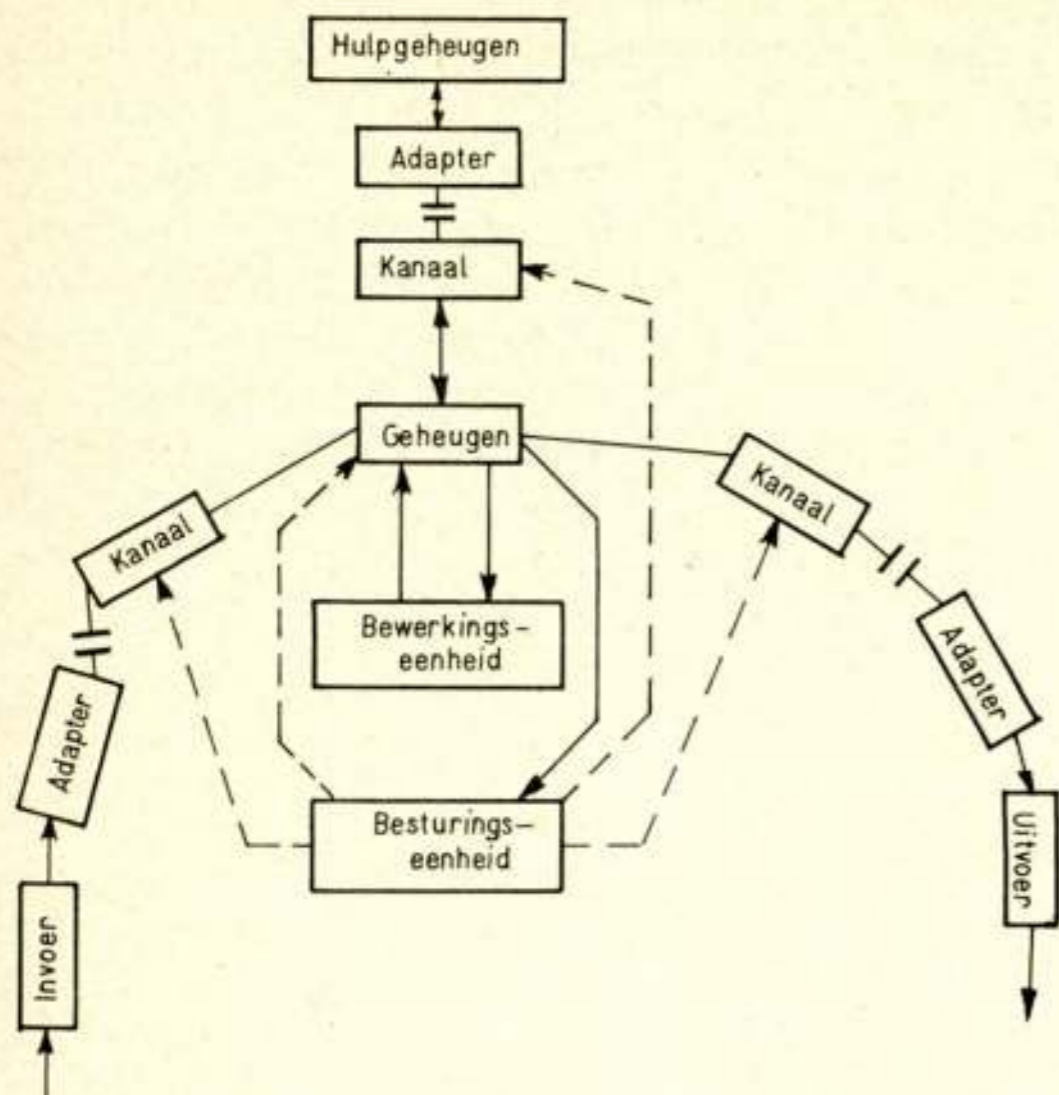 Hulpgeheugen
Adapter
Kanaal
Geheugen
Kanaal
Kanaal
Bewerkings-
eenheid
Adapter
Adapter
Besturings-
eenheid
Uitvoer
Invoer